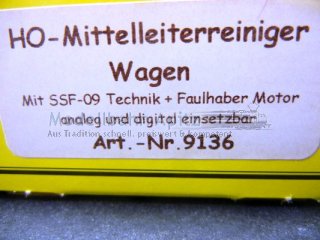 HO-Mittelleiterreiniger
Wagen
Mit SSF-09 Technik + Faulhaber Motor
analog und digital einsetzbar
Aus Tradition schnell, preiswert & kompetent
Art.-Nr.9136